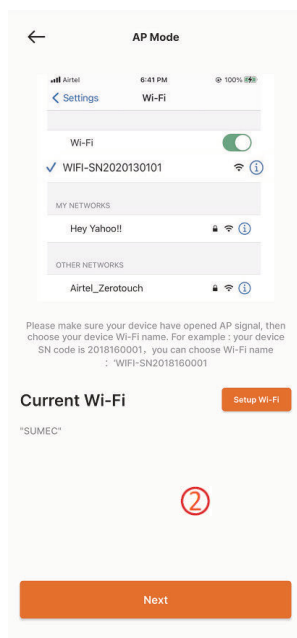 AP Mode
Airtel 6:41 PM 100%
Settings Wi-Fi
Wi-Fi
WIFI-SN2020130101
MY NETWORKS
Hey Yahoo!!
OTHER NETWORKS
Airtel_Zerotouch
Please make sure your device have opened AP signal, then
choose your device Wi-Fi name. For example : your device
SN code is 2018160001，you can choose Wi-Fi name
: 'WIFI-SN2018160001
Current Wi-Fi
Setup Wi-Fi
"SUMEC"
②
Next